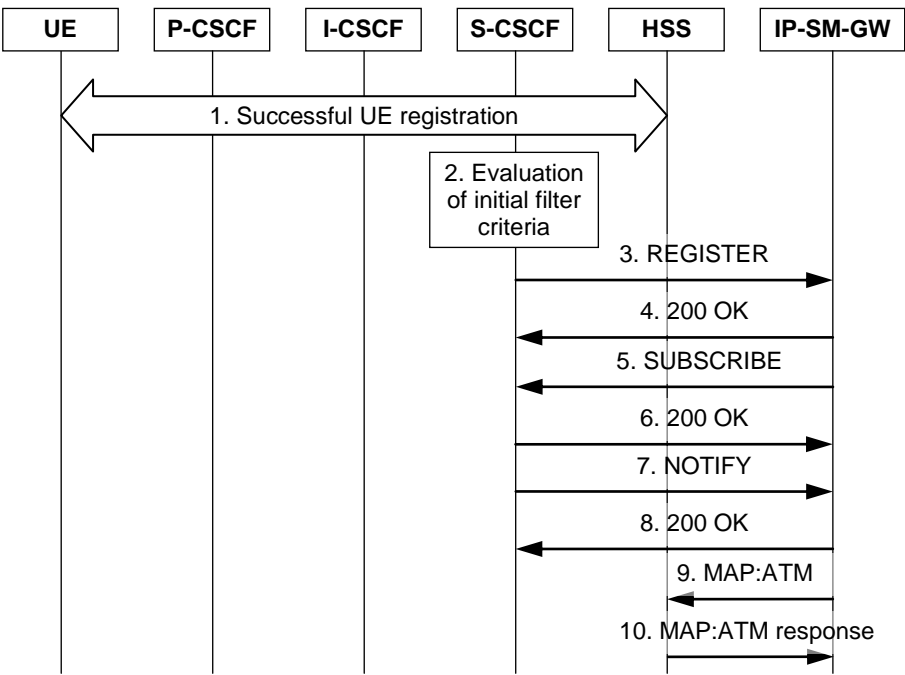 UE
P-CSCF
I-CSCF
S-CSCF
HSS
IP-SM-GW
1. Successful UE registration
2. Evaluation
of initial filter
criteria
3. REGISTER
4. 200 OK
5. SUBSCRIBE
6. 200 OK
7. NOTIFY
8. 200 OK
9. MAP:ATM
10. MAP:ATM response